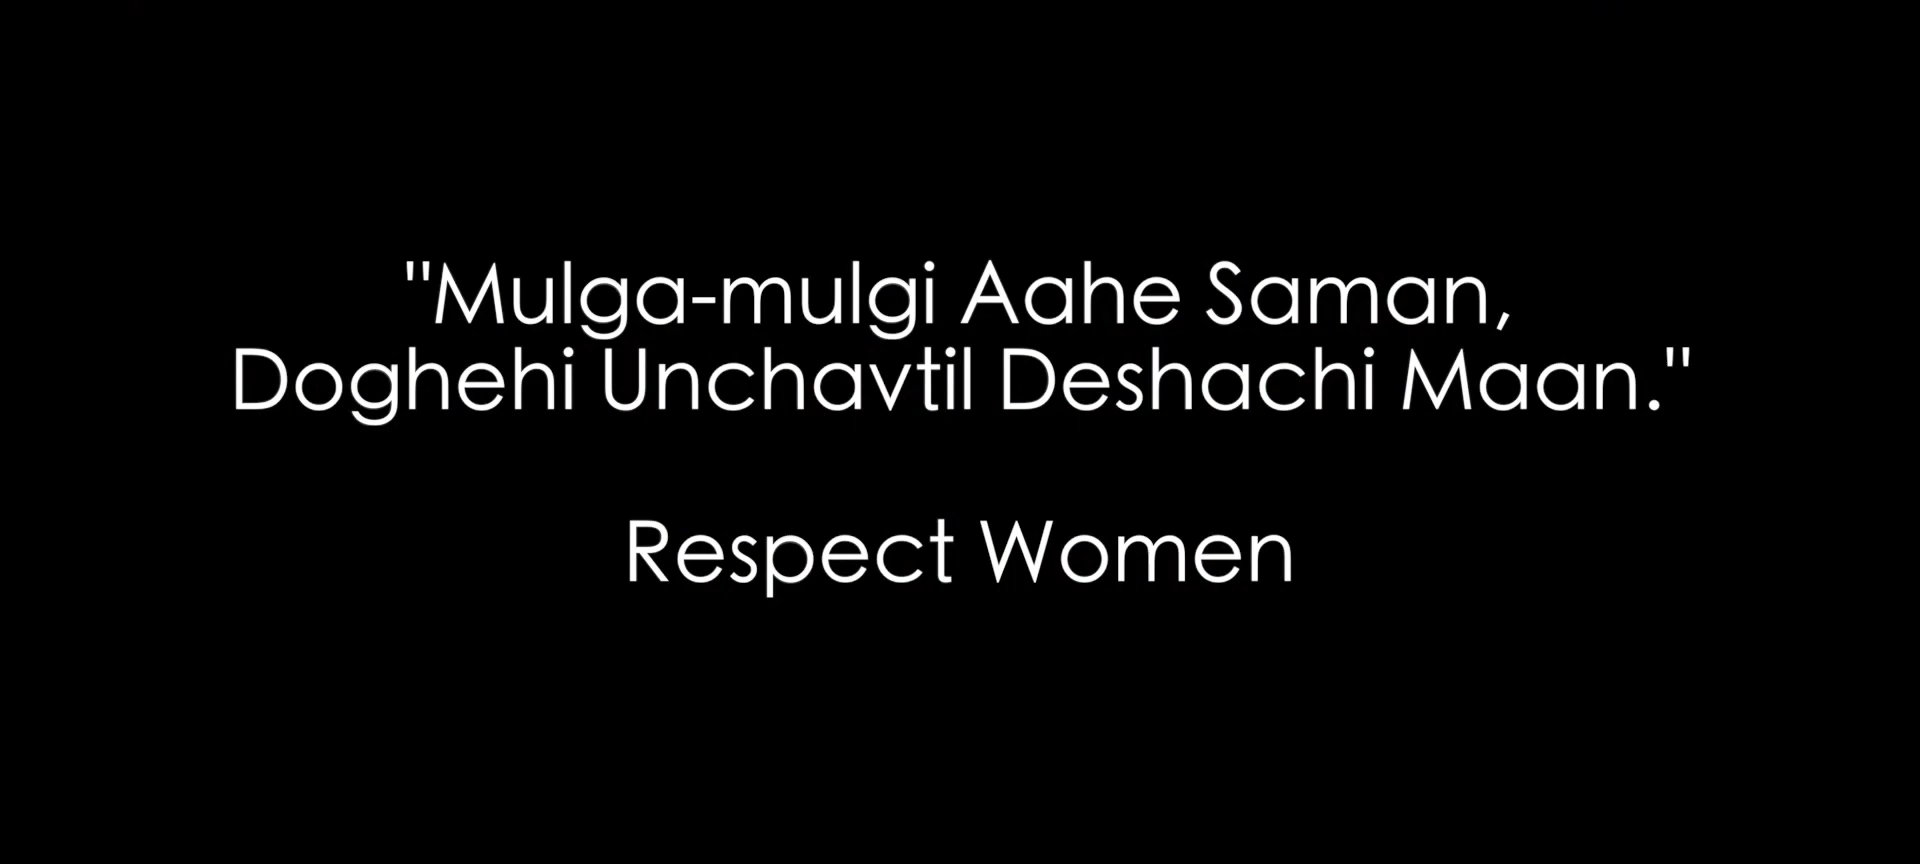 "Mulga-mulgi Aahe Saman,
Doghehi Unchavtil Deshachi Maan."
Respect Women